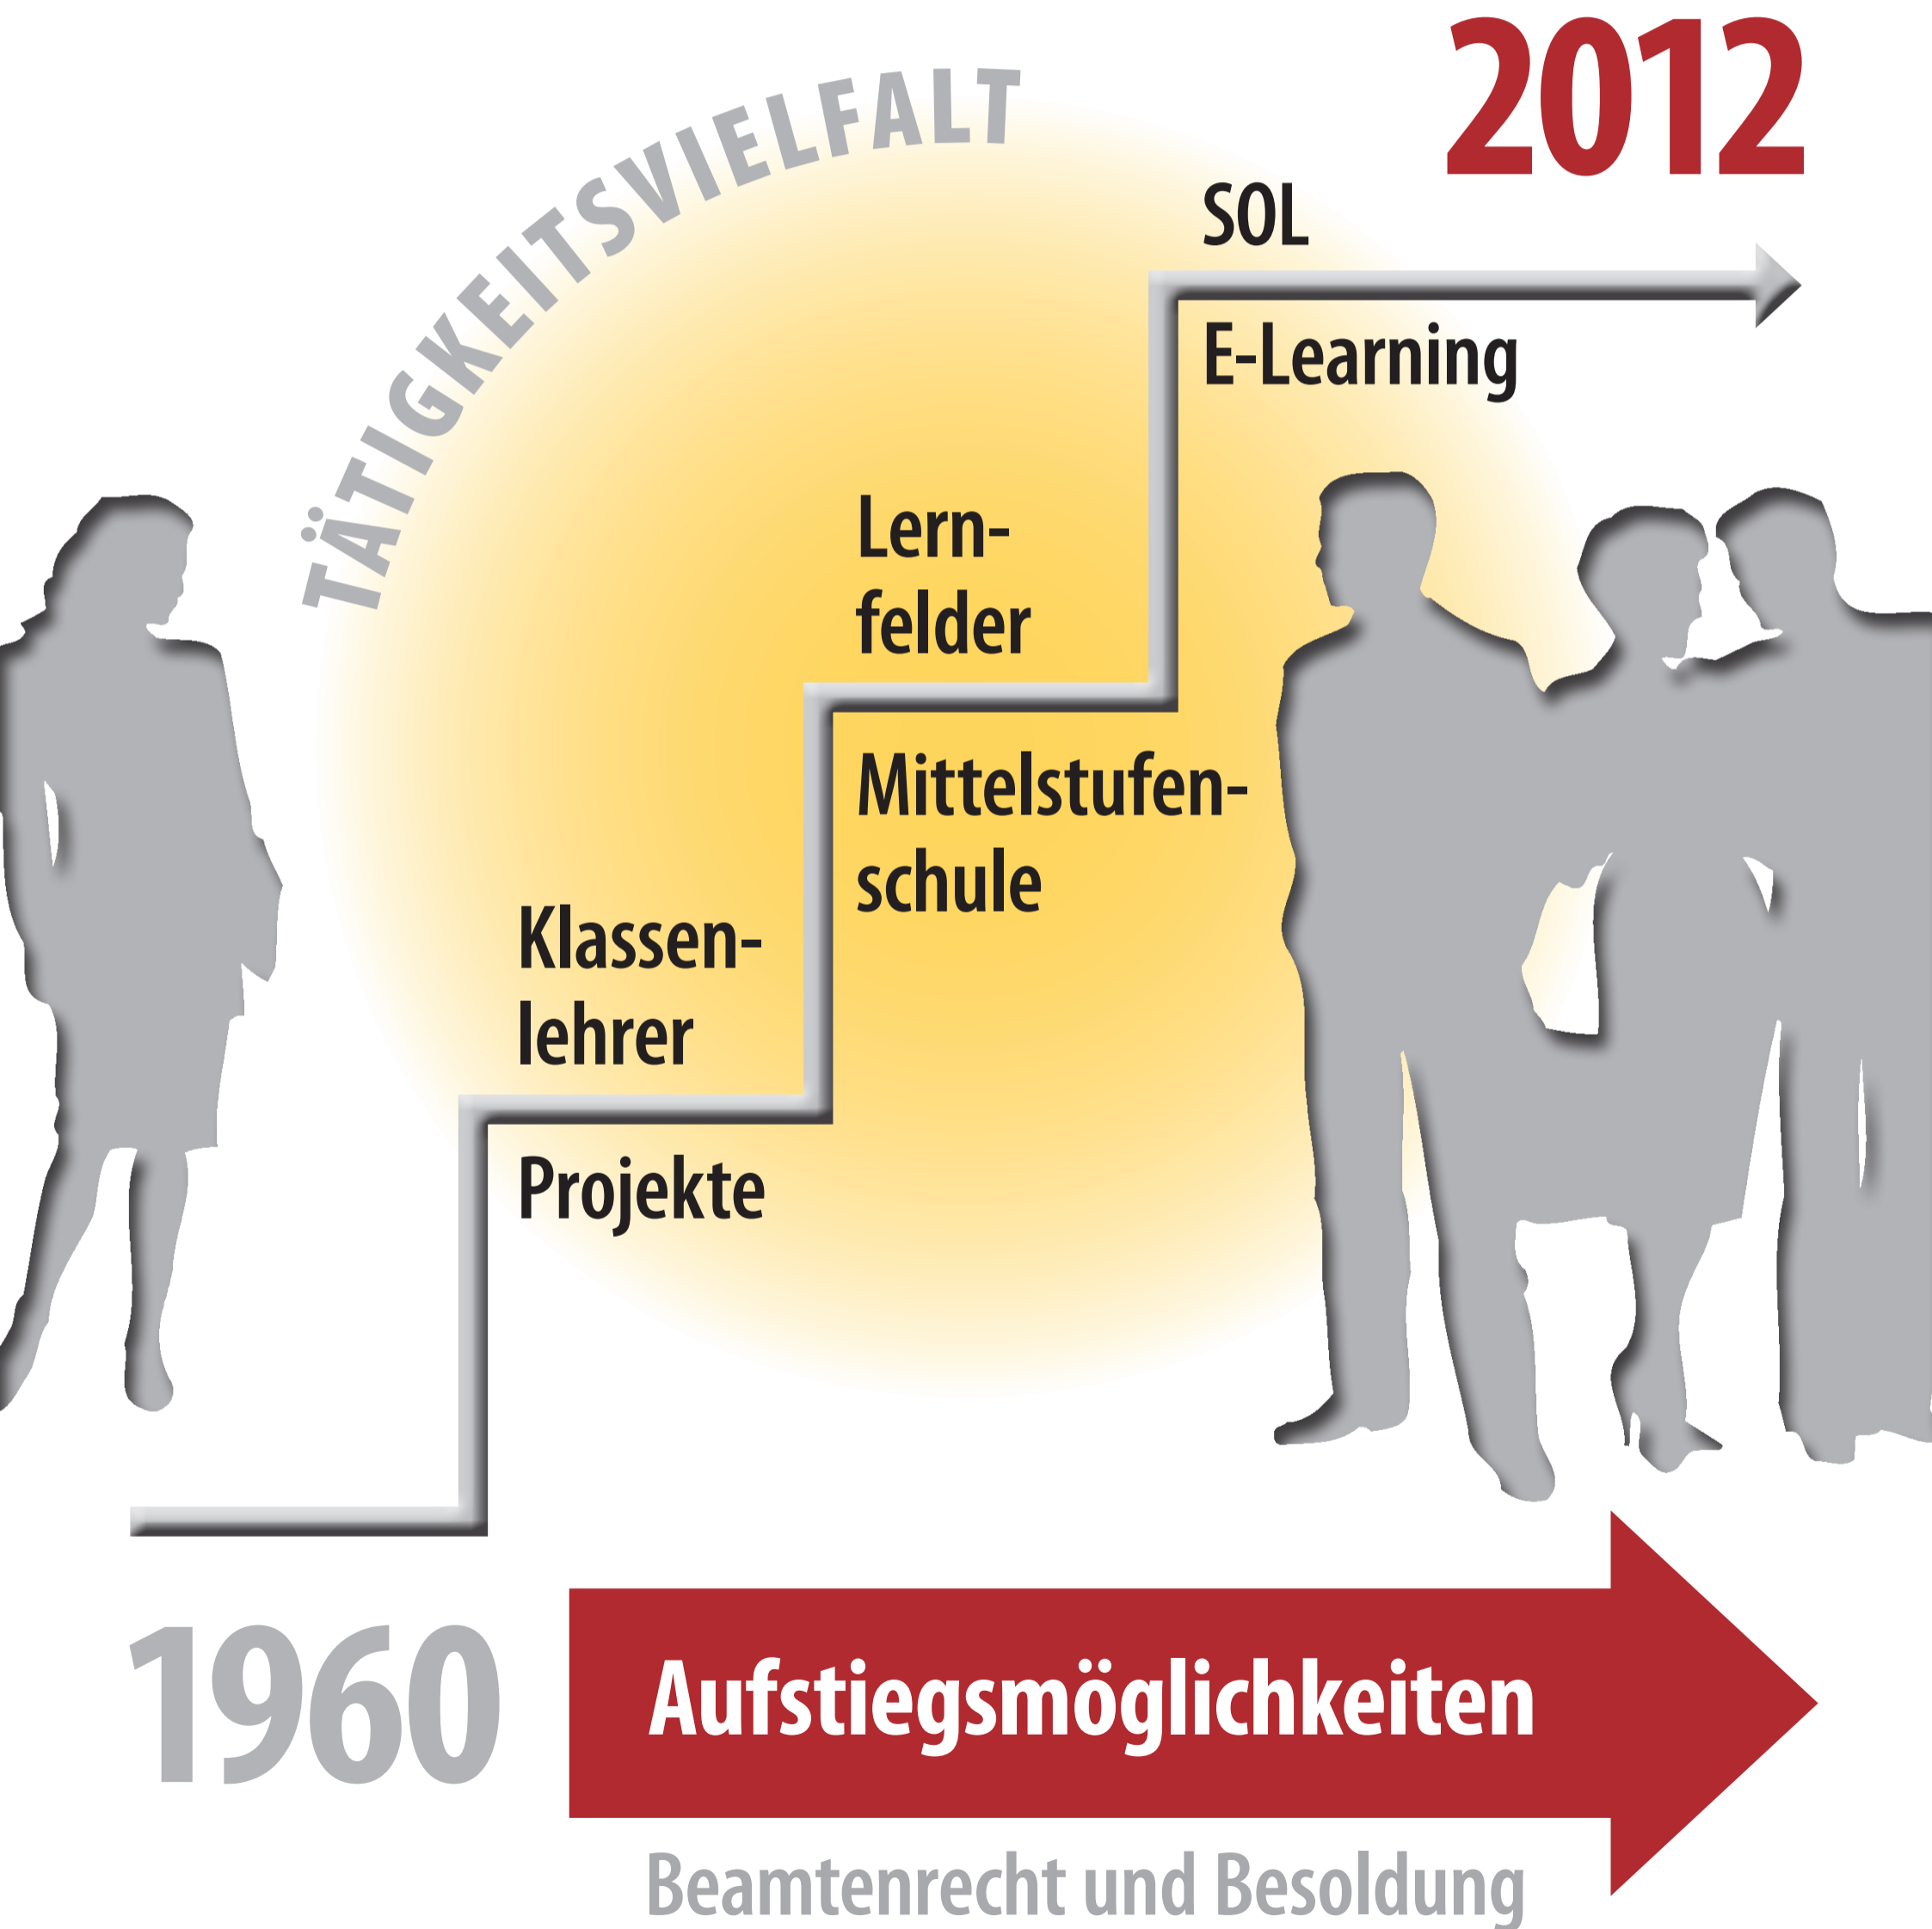 2012
TÄTIGKEITSVIELFALT
SOL
E-Learning
Lern-
felder
Mittelstufen-
schule
Klassen-
lehrer
Projekte
1960
Aufstiegsmöglichkeiten
Beamtenrecht und Besoldung